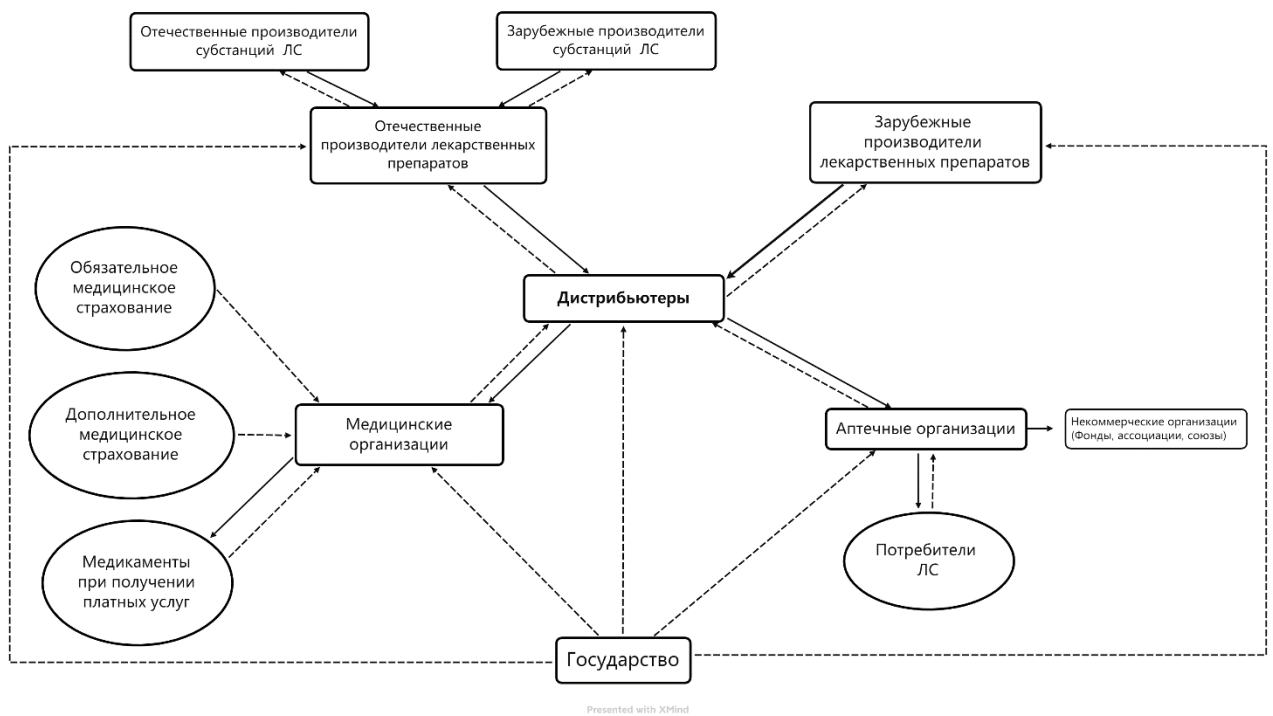 Отечественные производители
субстанций ЛС
Зарубежные производители
субстанций ЛС
Отечественные
производители лекарственных
препаратов
Зарубежные
производители
лекарственных препаратов
Обязательное
медицинское
страхование
Дистрибьютеры
Дополнительное
медицинское
страхование
Медицинские
организации
Аптечные организации
Некоммерческие организации
(Фонды, ассоциации, союзы)
Медикаменты
при получении
платных услуг
Потребители
ЛС
Государство
Presented with XMind